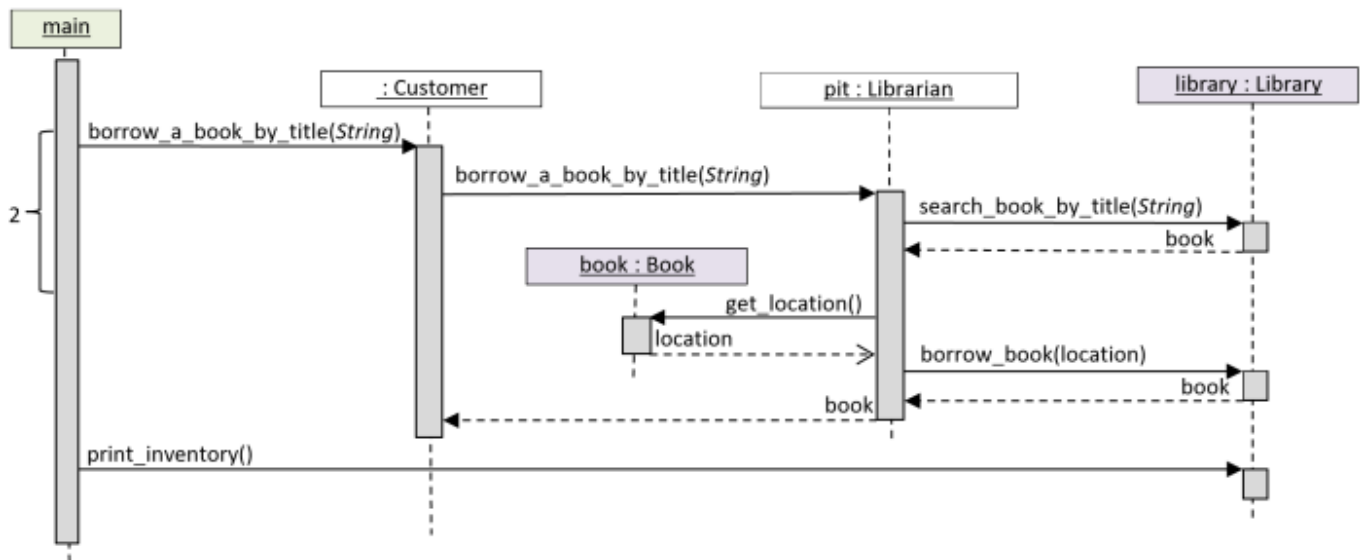 main
: Customer
pit : Librarian
library : Library
borrow_a_book_by_title(String)
borrow_a_book_by_title(String)
search_book_by_title(String)
2
book
book : Book
get_location()
location
borrow_book(location)
book
book
print_inventory()